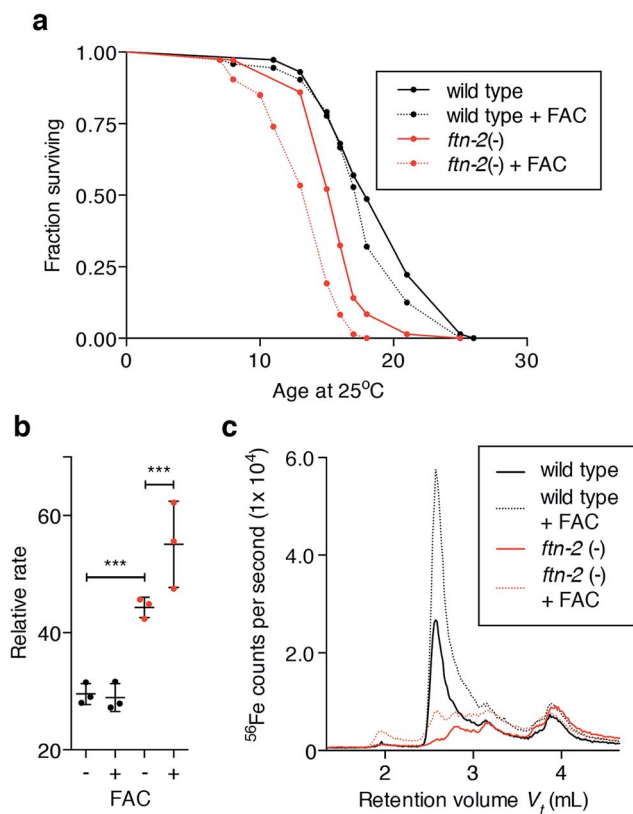 a
1.00
0.75
0.50
0.25
0.00
0 10 20 30
Fraction surviving
Age at 25°C
wild type
wild type + FAC
ftn-2(-)
ftn-2(-) + FAC
b
***
***
60
40
20
Relative rate
- + - +
FAC
c
6.0
4.0
2.0
0
2 3 4
⁵⁶Fe counts per second (1x 10⁴)
Retention volume Vₜ (mL)
wild type
wild type
+ FAC
ftn-2 (-)
ftn-2 (-)
+ FAC